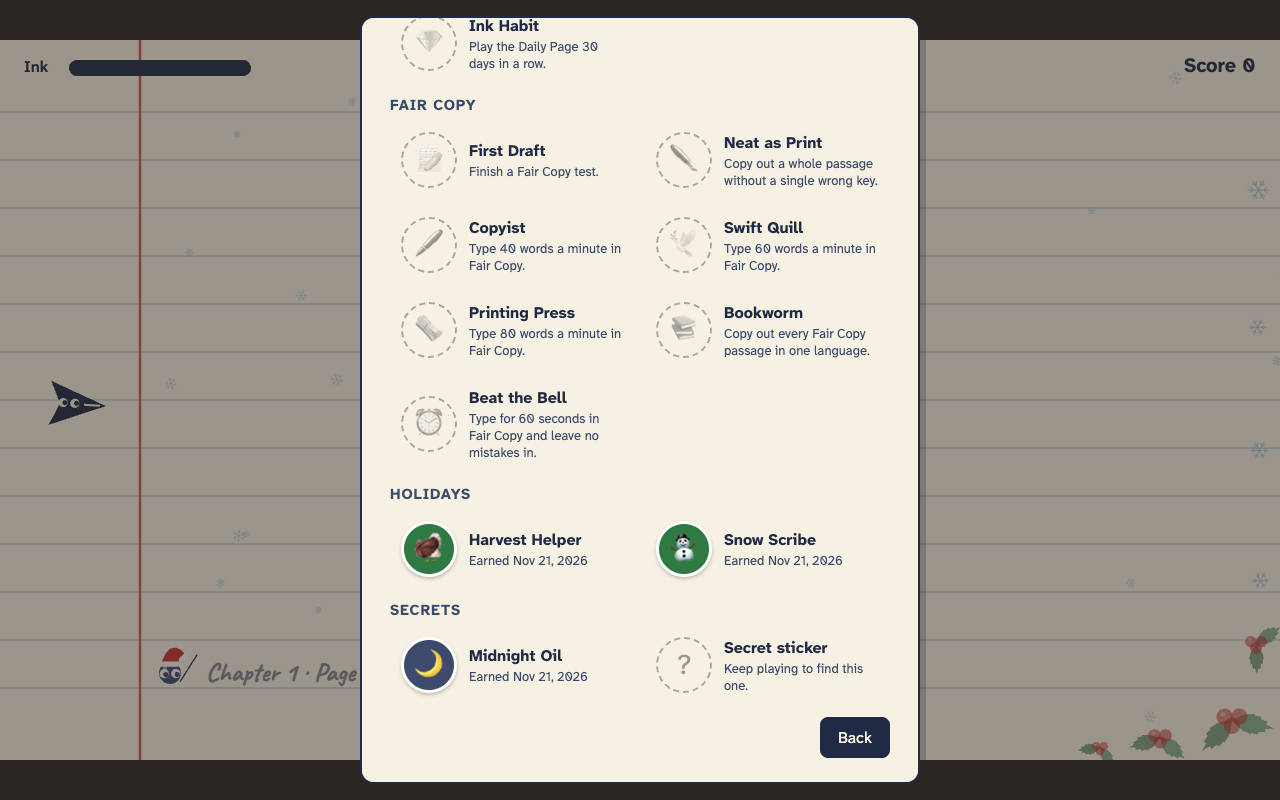 Ink
Score 0
Ink Habit
Play the Daily Page 30
days in a row.
FAIR COPY
First Draft
Finish a Fair Copy test.
Neat as Print
Copy out a whole passage
without a single wrong key.
Copyist
Type 40 words a minute in
Fair Copy.
Swift Quill
Type 60 words a minute in
Fair Copy.
Printing Press
Type 80 words a minute in
Fair Copy.
Bookworm
Copy out every Fair Copy
passage in one language.
Beat the Bell
Type for 60 seconds in
Fair Copy and leave no
mistakes in.
HOLIDAYS
Harvest Helper
Earned Nov 21, 2026
Snow Scribe
Earned Nov 21, 2026
SECRETS
Midnight Oil
Earned Nov 21, 2026
?
Secret sticker
Keep playing to find this
one.
Chapter 1 · Page
Back